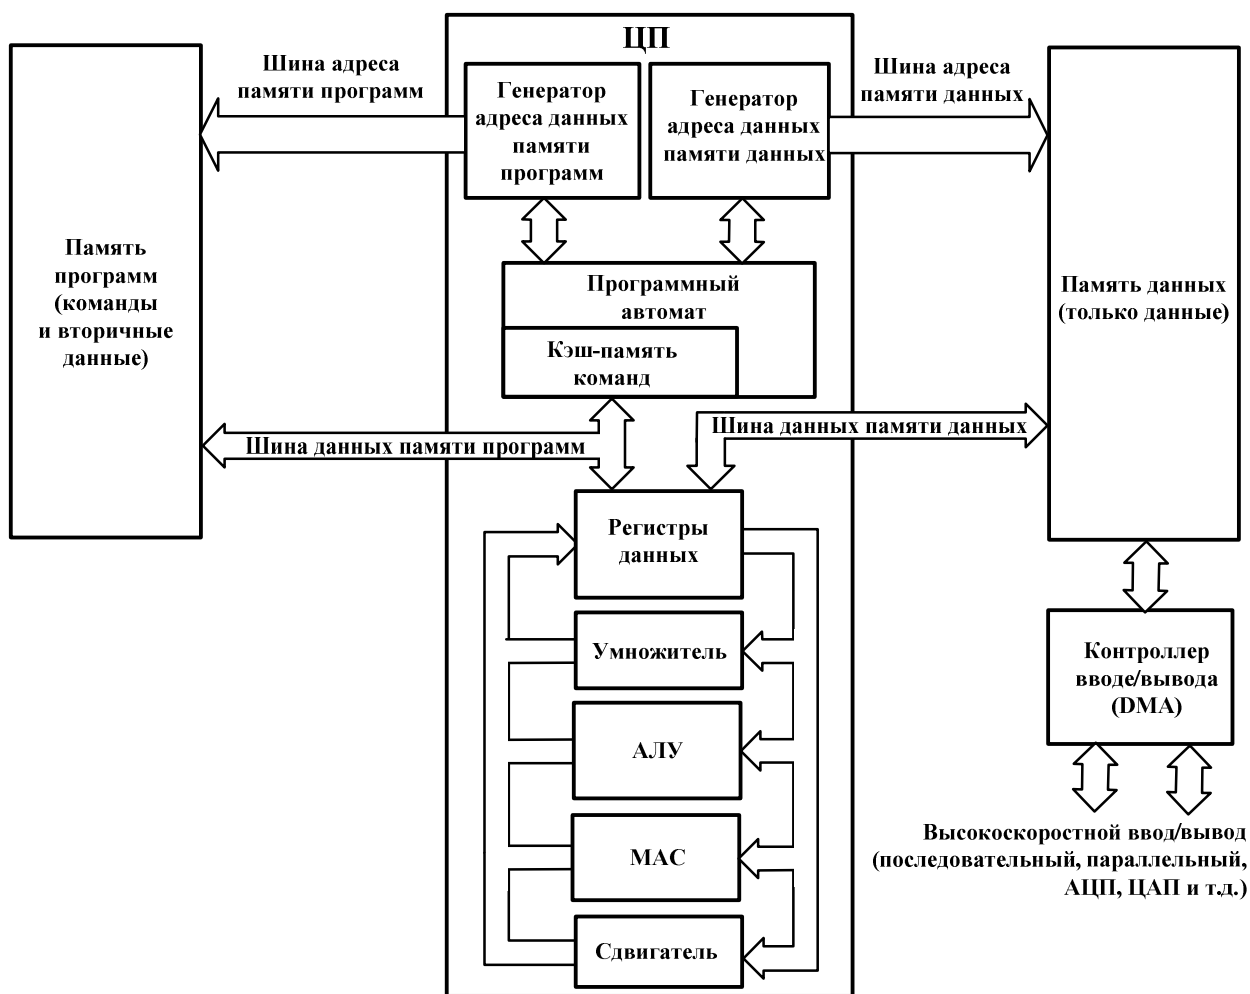 ЦП
Шина адреса
памяти программ
Генератор
адреса данных
памяти
программ
Генератор
адреса данных
памяти данных
Шина адреса
памяти данных
Память
программ
(команды
и вторичные
данные)
Программный
автомат
Кэш-память
команд
Память данных
(только данные)
Шина данных памяти программ
Шина данных памяти данных
Регистры
данных
Умножитель
АЛУ
МАС
Сдвигатель
Контроллер
вводе/вывода
(DMA)
Высокоскоростной ввод/вывод
(последовательный, параллельный,
АЦП, ЦАП и т.д.)